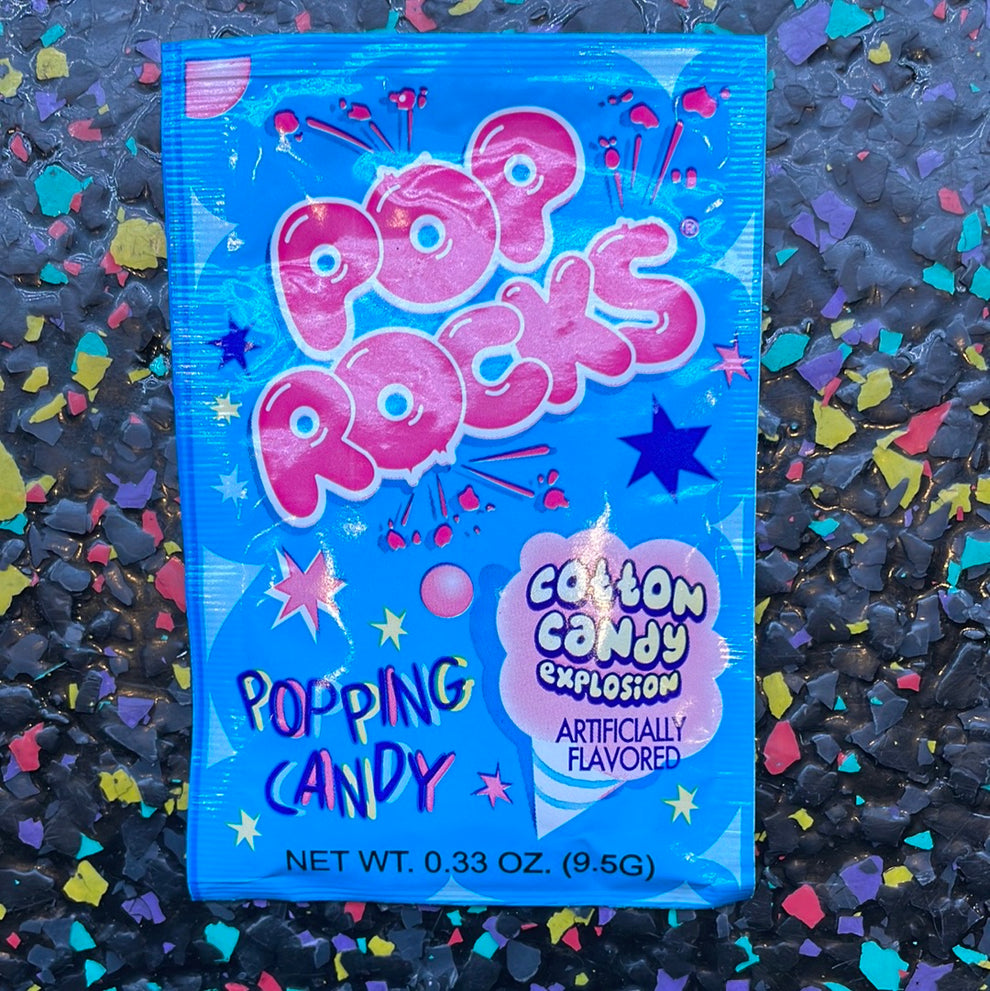 POP
ROCKS®
cotton
candy
explosion
ARTIFICIALLY
FLAVORED
POPPING
CANDY
NET WT. 0.33 OZ. (9.5G)